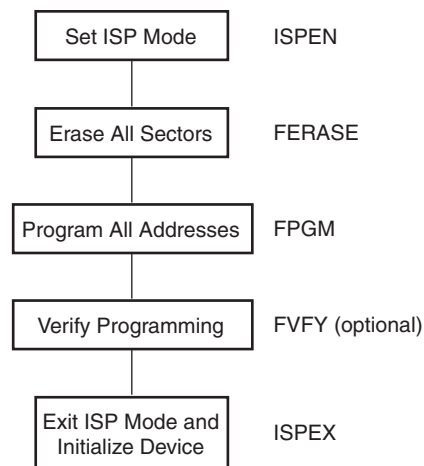 Set ISP Mode
ISPEN
Erase All Sectors
FERASE
Program All Addresses
FPGM
Verify Programming
FVFY (optional)
Exit ISP Mode and
Initialize Device
ISPEX